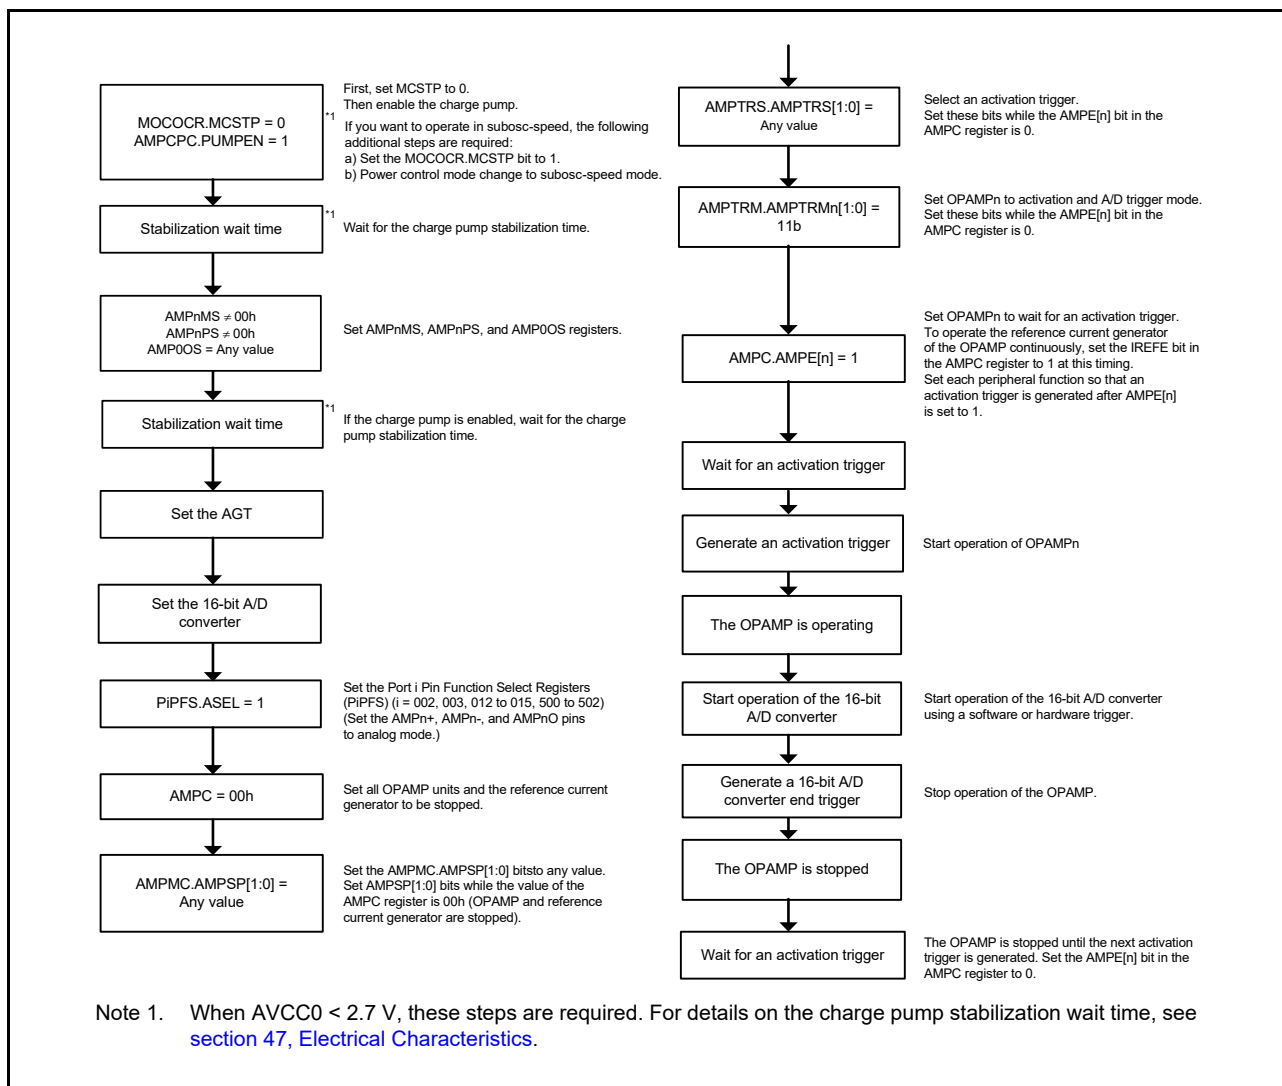 MOCOCR.MCSTP = 0
AMPCPC.PUMPEN = 1
*1
First, set MCSTP to 0.
Then enable the charge pump.
If you want to operate in subosc-speed, the following
additional steps are required:
a) Set the MOCOCR.MCSTP bit to 1.
b) Power control mode change to subosc-speed mode.
Stabilization wait time
*1
Wait for the charge pump stabilization time.
AMPnMS ≠ 00h
AMPnPS ≠ 00h
AMP0OS = Any value
Set AMPnMS, AMPnPS, and AMP0OS registers.
Stabilization wait time
*1
If the charge pump is enabled, wait for the charge
pump stabilization time.
Set the AGT
Set the 16-bit A/D
converter
PiPFS.ASEL = 1
Set the Port i Pin Function Select Registers
(PiPFS) (i = 002, 003, 012 to 015, 500 to 502)
(Set the AMPn+, AMPn-, and AMPnO pins
to analog mode.)
AMPC = 00h
Set all OPAMP units and the reference current
generator to be stopped.
AMPMC.AMPSP[1:0] =
Any value
Set the AMPMC.AMPSP[1:0] bitsto any value.
Set AMPSP[1:0] bits while the value of the
AMPC register is 00h (OPAMP and reference
current generator are stopped).
AMPTRS.AMPTRS[1:0] =
Any value
Select an activation trigger.
Set these bits while the AMPE[n] bit in the
AMPC register is 0.
AMPTRM.AMPTRMn[1:0] =
11b
Set OPAMPn to activation and A/D trigger mode.
Set these bits while the AMPE[n] bit in the
AMPC register is 0.
AMPC.AMPE[n] = 1
Set OPAMPn to wait for an activation trigger.
To operate the reference current generator
of the OPAMP continuously, set the IREFE bit in
the AMPC register to 1 at this timing.
Set each peripheral function so that an
activation trigger is generated after AMPE[n]
is set to 1.
Wait for an activation trigger
Generate an activation trigger
Start operation of OPAMPn
The OPAMP is operating
Start operation of the 16-bit
A/D converter
Start operation of the 16-bit A/D converter
using a software or hardware trigger.
Generate a 16-bit A/D
converter end trigger
Stop operation of the OPAMP.
The OPAMP is stopped
Wait for an activation trigger
The OPAMP is stopped until the next activation
trigger is generated. Set the AMPE[n] bit in the
AMPC register to 0.
Note 1. When AVCC0 < 2.7 V, these steps are required. For details on the charge pump stabilization wait time, see
section 47, Electrical Characteristics.